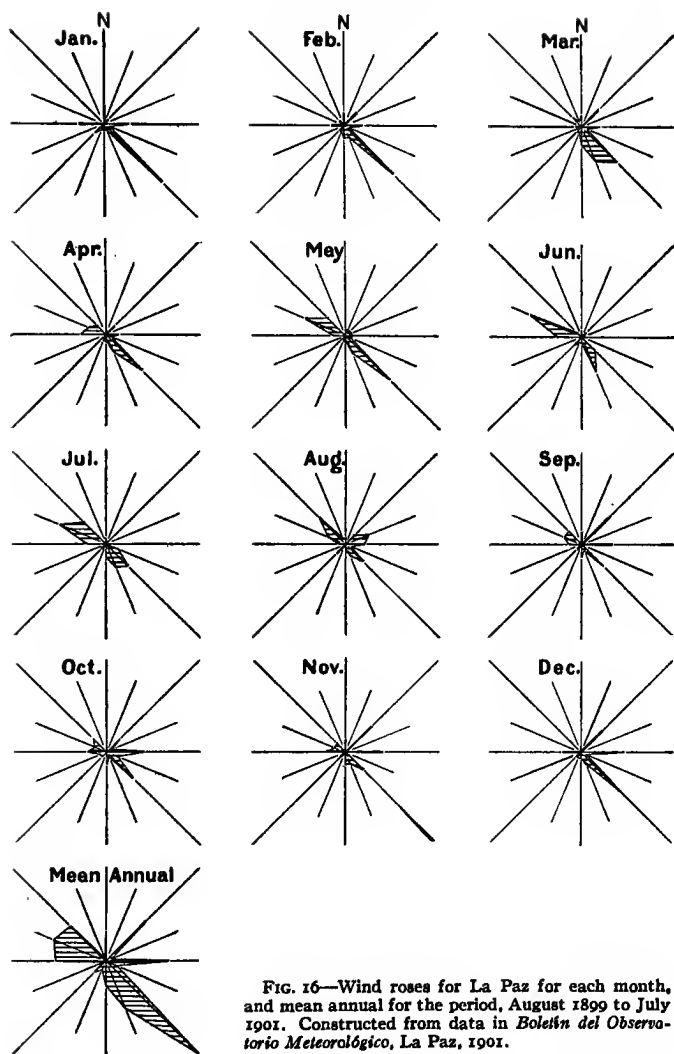 N
Jan.
Feb.
N
Mar.
Apr.
May
Jun.
Jul.
Aug.
Sep.
Oct.
Nov.
Dec.
Mean Annual
FIG. 16—Wind roses for La Paz for each month,
and mean annual for the period, August 1899 to July
1901. Constructed from data in Boletín del Observa-
torio Meteorológico, La Paz, 1901.